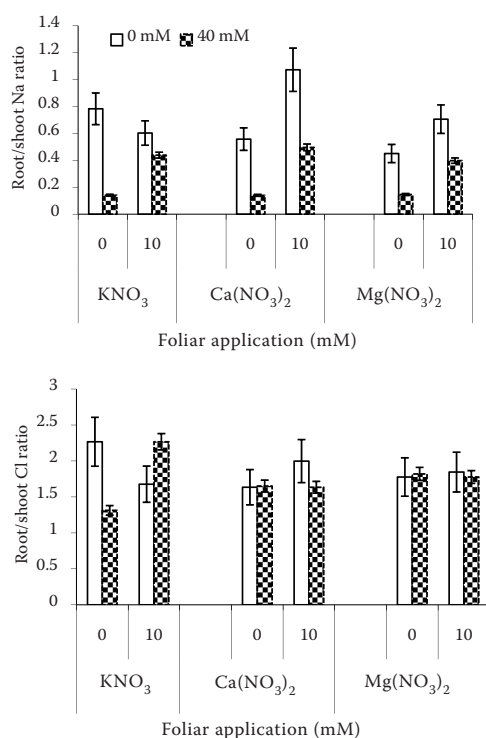 1.4
0 mM 40 mM
1.2
1
0.8
0.6
0.4
0.2
0
Root/shoot Na ratio
0 10 0 10 0 10
KNO₃ Ca(NO₃)₂ Mg(NO₃)₂
Foliar application (mM)
3
2.5
2
1.5
1
0.5
0
Root/shoot Cl ratio
0 10 0 10 0 10
KNO₃ Ca(NO₃)₂ Mg(NO₃)₂
Foliar application (mM)